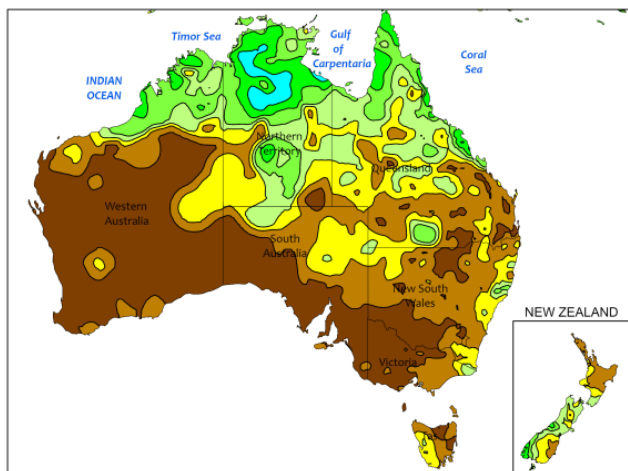 Timor Sea
Gulf
of
Carpentaria
Coral
Sea
INDIAN
OCEAN
Northern
Territory
Queensland
Western
Australia
South
Australia
New South
Wales
Victoria
NEW ZEALAND